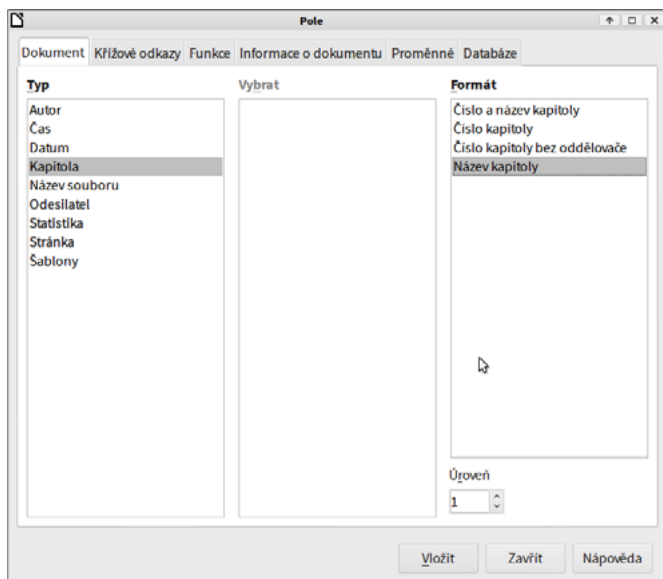 Pole
Dokument Křížové odkazy Funkce Informace o dokumentu Proměnné Databáze
Typ
Autor
Čas
Datum
Kapitola
Název souboru
Odesilatel
Statistika
Stránka
Šablony
Vybrat
Formát
Číslo a název kapitoly
Číslo kapitoly
Číslo kapitoly bez oddělovače
Název kapitoly
Úroveň
1
Vložit Zavřít Nápověda